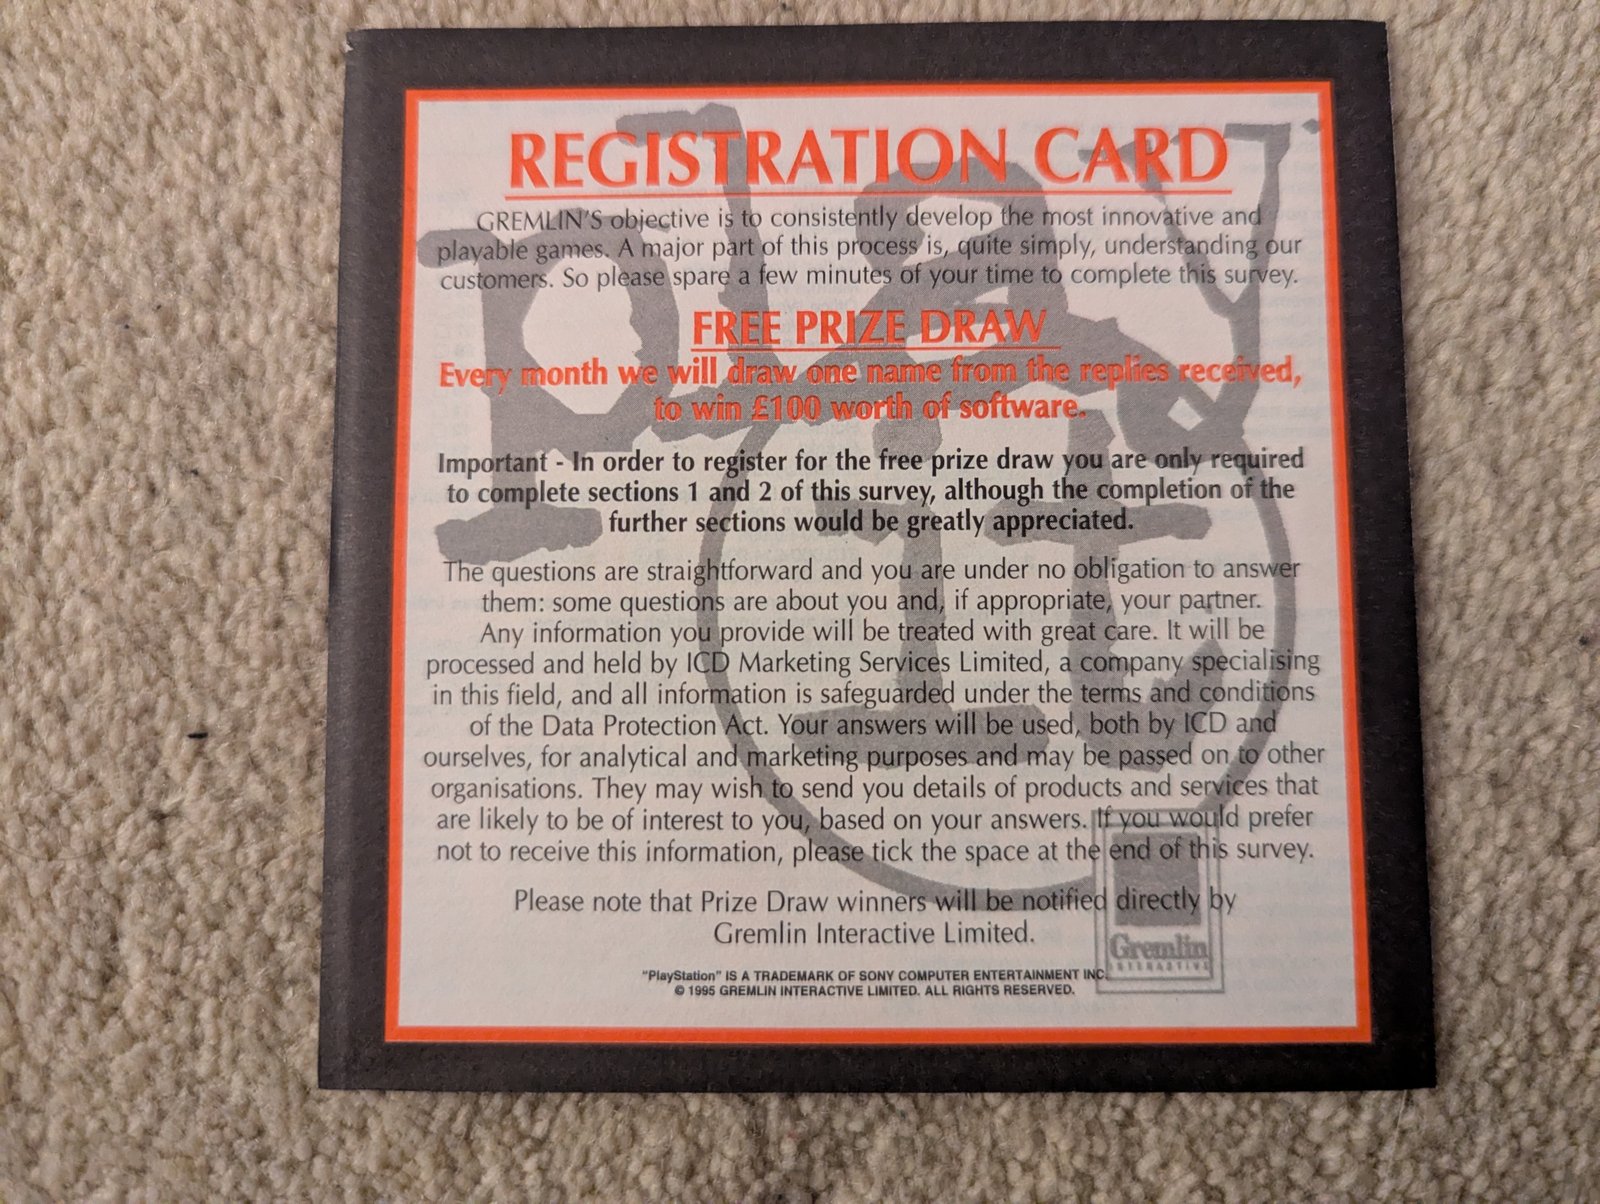 REGISTRATION CARD
GREMLIN'S objective is to consistently develop the most innovative and
playable games. A major part of this process is, quite simply, understanding our
customers. So please spare a few minutes of your time to complete this survey.
FREE PRIZE DRAW
Every month we will draw one name from the replies received,
to win £100 worth of software.
Important - In order to register for the free prize draw you are only required
to complete sections 1 and 2 of this survey, although the completion of the
further sections would be greatly appreciated.
The questions are straightforward and you are under no obligation to answer
them: some questions are about you and, if appropriate, your partner.
Any information you provide will be treated with great care. It will be
processed and held by ICD Marketing Services Limited, a company specialising
in this field, and all information is safeguarded under the terms and conditions
of the Data Protection Act. Your answers will be used, both by ICD and
ourselves, for analytical and marketing purposes and may be passed on to other
organisations. They may wish to send you details of products and services that
are likely to be of interest to you, based on your answers. If you would prefer
not to receive this information, please tick the space at the end of this survey.
Please note that Prize Draw winners will be notified directly by
Gremlin Interactive Limited.
"PlayStation" IS A TRADEMARK OF SONY COMPUTER ENTERTAINMENT INC.
© 1995 GREMLIN INTERACTIVE LIMITED. ALL RIGHTS RESERVED.
Gremlin
INTERACTIVE
play
IT